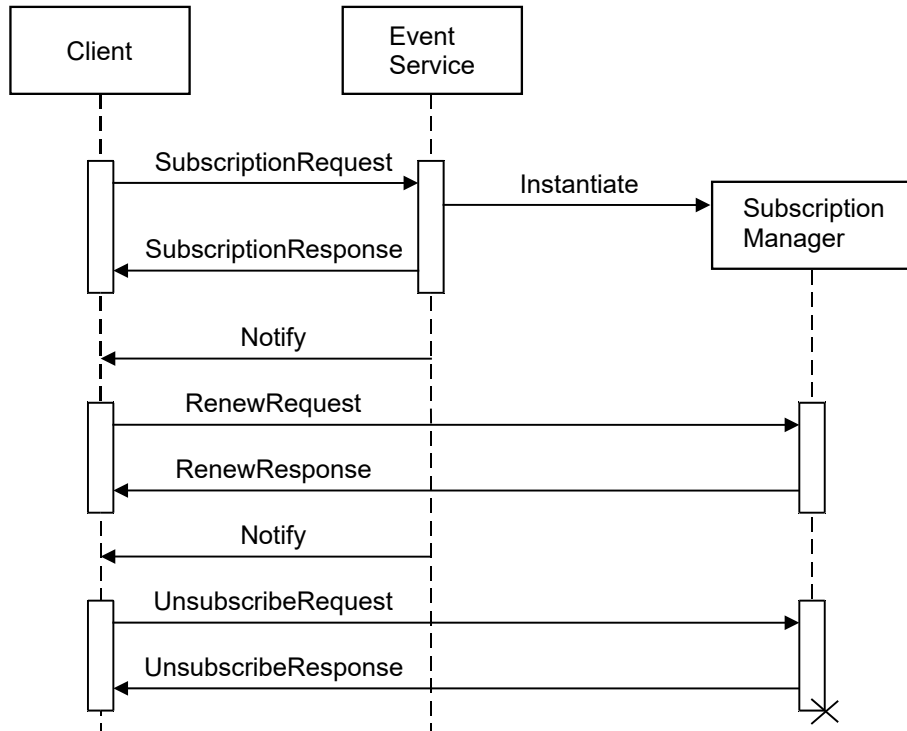 Client
Event
Service
SubscriptionRequest
Instantiate
Subscription
Manager
SubscriptionResponse
Notify
RenewRequest
RenewResponse
Notify
UnsubscribeRequest
UnsubscribeResponse